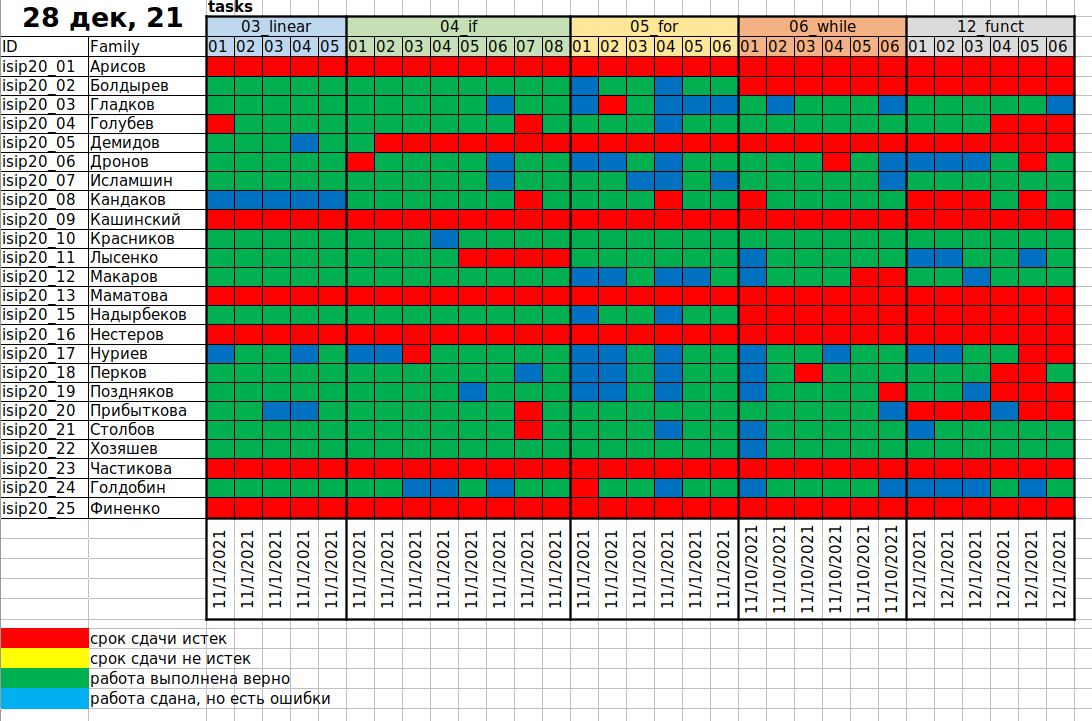 28 дек, 21
tasks
03_linear 04_if 05_for 06_while 12_funct
ID Family 01 02 03 04 05 01 02 03 04 05 06 07 08 01 02 03 04 05 06 01 02 03 04 05 06 01 02 03 04 05 06
isip20_01 Арисов
isip20_02 Болдырев
isip20_03 Гладков
isip20_04 Голубев
isip20_05 Демидов
isip20_06 Дронов
isip20_07 Исламшин
isip20_08 Кандаков
isip20_09 Кашинский
isip20_10 Красников
isip20_11 Лысенко
isip20_12 Макаров
isip20_13 Маматова
isip20_15 Надырбеков
isip20_16 Нестеров
isip20_17 Нуриев
isip20_18 Перков
isip20_19 Поздняков
isip20_20 Прибыткова
isip20_21 Столбов
isip20_22 Хозяшев
isip20_23 Частикова
isip20_24 Голдобин
isip20_25 Финенко
11/1/2021 11/1/2021 11/1/2021 11/1/2021 11/1/2021 11/1/2021 11/1/2021 11/1/2021 11/1/2021 11/1/2021 11/1/2021 11/1/2021 11/1/2021 11/1/2021 11/1/2021 11/1/2021 11/1/2021 11/1/2021 11/1/2021 11/10/2021 11/10/2021 11/10/2021 11/10/2021 11/10/2021 11/10/2021 12/1/2021 12/1/2021 12/1/2021 12/1/2021 12/1/2021 12/1/2021
срок сдачи истек
срок сдачи не истек
работа выполнена верно
работа сдана, но есть ошибки